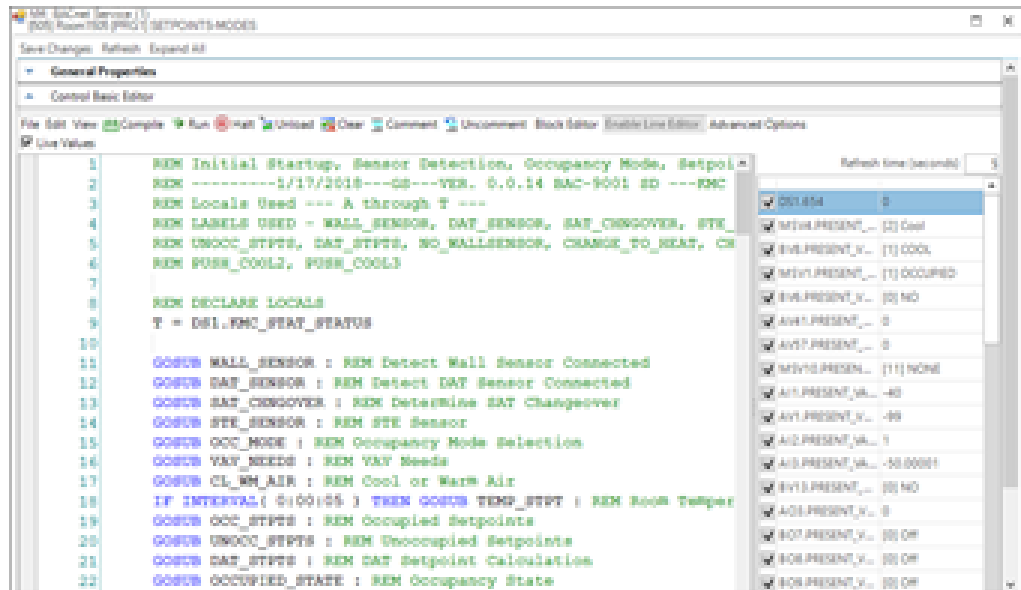 BACnet Service (1)
SETPOINTS-MODES
Save Changes Refresh Expand All
General Properties
Control Basic Editor
File Edit View Compile Run Halt Unload Clear Comment Uncomment Block Editor Enable Line Editor Advanced Options
Live Values
Refresh time (seconds) 5
1 REM Initial Startup, Sensor Detection, Occupancy Mode, Setpoi
2 REM ----------1/17/2018---GS---VER. 0.0.14 BAC-9001 SD ---KMC
3 REM Locals Used --- A through T ---
4 REM LABELS USED - WALL_SENSOR, DAT_SENSOR, SAT_CHNGOVER, STE_
5 REM UNOCC_STPTS, DAT_STPTS, NO_WALLSENSOR, CHANGE_TO_HEAT, CH
6 REM PUSH_COOL2, PUSH_COOL3
7
8 REM DECLARE LOCALS
9 T = DS1.KMC_STAT_STATUS
10
11 GOSUB WALL_SENSOR : REM Detect Wall Sensor Connected
12 GOSUB DAT_SENSOR : REM Detect DAT Sensor Connected
13 GOSUB SAT_CHNGOVER : REM DeterMine SAT Changeover
14 GOSUB STE_SENSOR : REM STE Sensor
15 GOSUB OCC_MODE : REM Occupancy Mode Selection
16 GOSUB VAV_NEEDS : REM VAV Needs
17 GOSUB CL_WM_AIR : REM Cool or WarM Air
18 IF INTERVAL( 0:00:05 ) THEN GOSUB TEMP_STPT : REM RooM TeMper
19 GOSUB OCC_STPTS : REM Occupied Setpoints
20 GOSUB UNOCC_STPTS : REM Unoccupied Setpoints
21 GOSUB DAT_STPTS : REM DAT Setpoint Calculation
22 GOSUB OCCUPIED_STATE : REM Occupancy State
DS1.654 0
MSV4.PRESENT_... [2] Cool
BV8.PRESENT_V... [1] COOL
MSV1.PRESENT_... [1] OCCUPIED
BV6.PRESENT_V... [0] NO
AV41.PRESENT_... 0
AV57.PRESENT_... 0
MSV10.PRESEN... [11] NONE
AI1.PRESENT_VA... -40
AV1.PRESENT_V... -99
AI2.PRESENT_VA... 1
AI3.PRESENT_VA... -50.00001
BV13.PRESENT_... [0] NO
AO3.PRESENT_V... 0
BO7.PRESENT_V... [0] Off
BO8.PRESENT_V... [0] Off
BO9.PRESENT_V... [0] Off